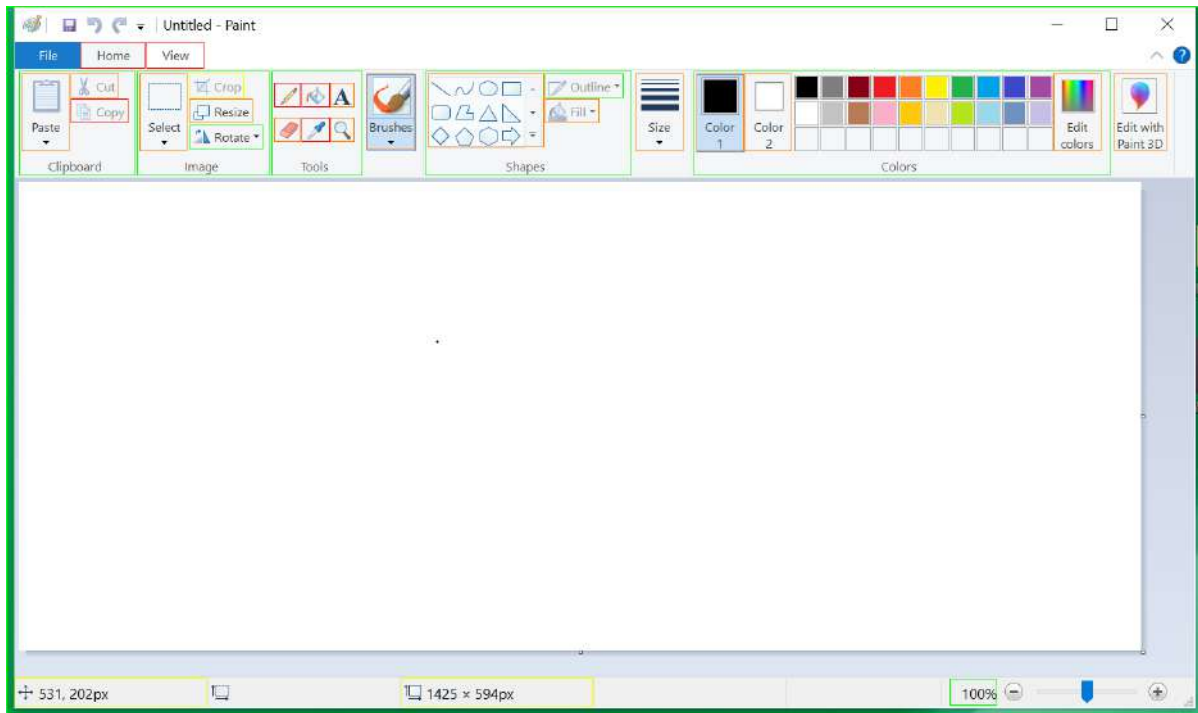 Untitled - Paint
File Home View
Paste
Cut
Copy
Clipboard
Select
Crop
Resize
Rotate
Image
A
Tools
Brushes
Outline
Fill
Shapes
Size
Color 1
Color 2
Colors
Edit colors
Edit with Paint 3D
531, 202px
1425 × 594px
100%